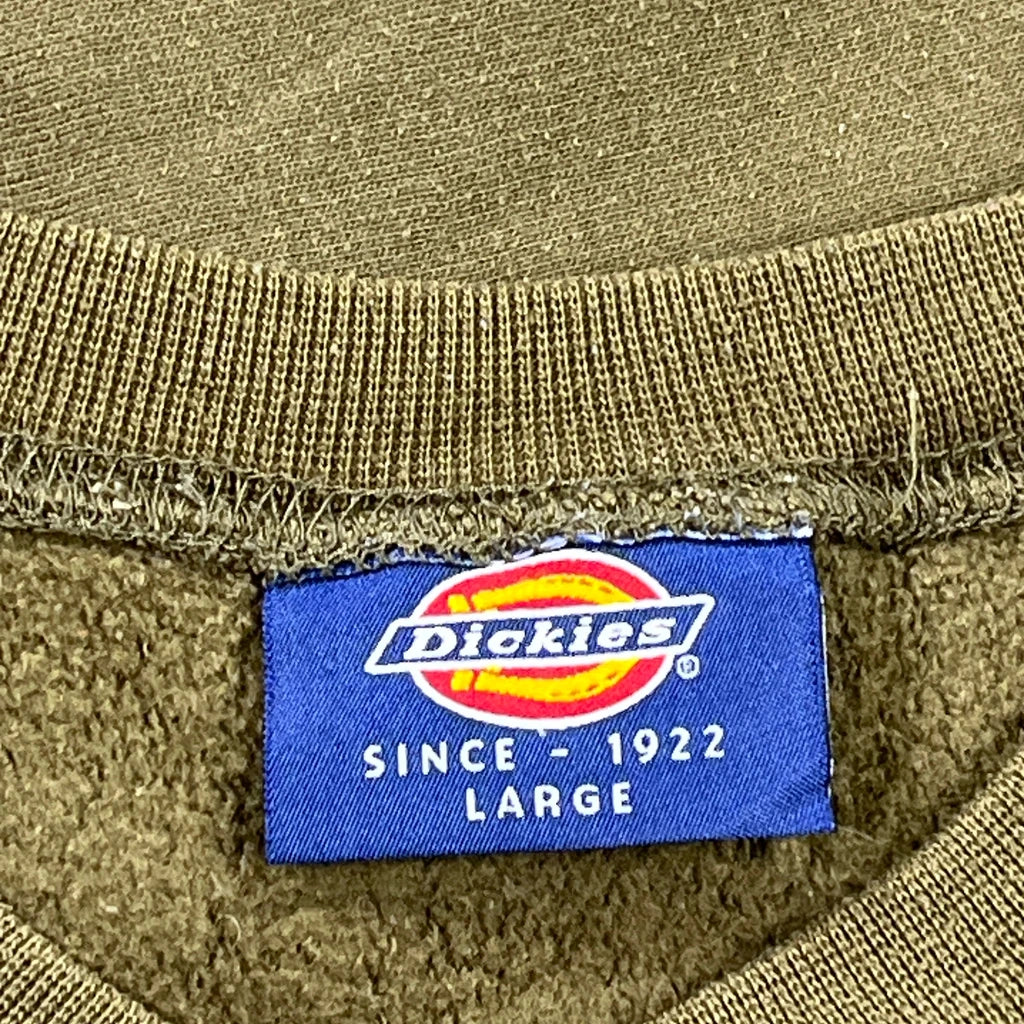 Dickies ®
SINCE - 1922
LARGE